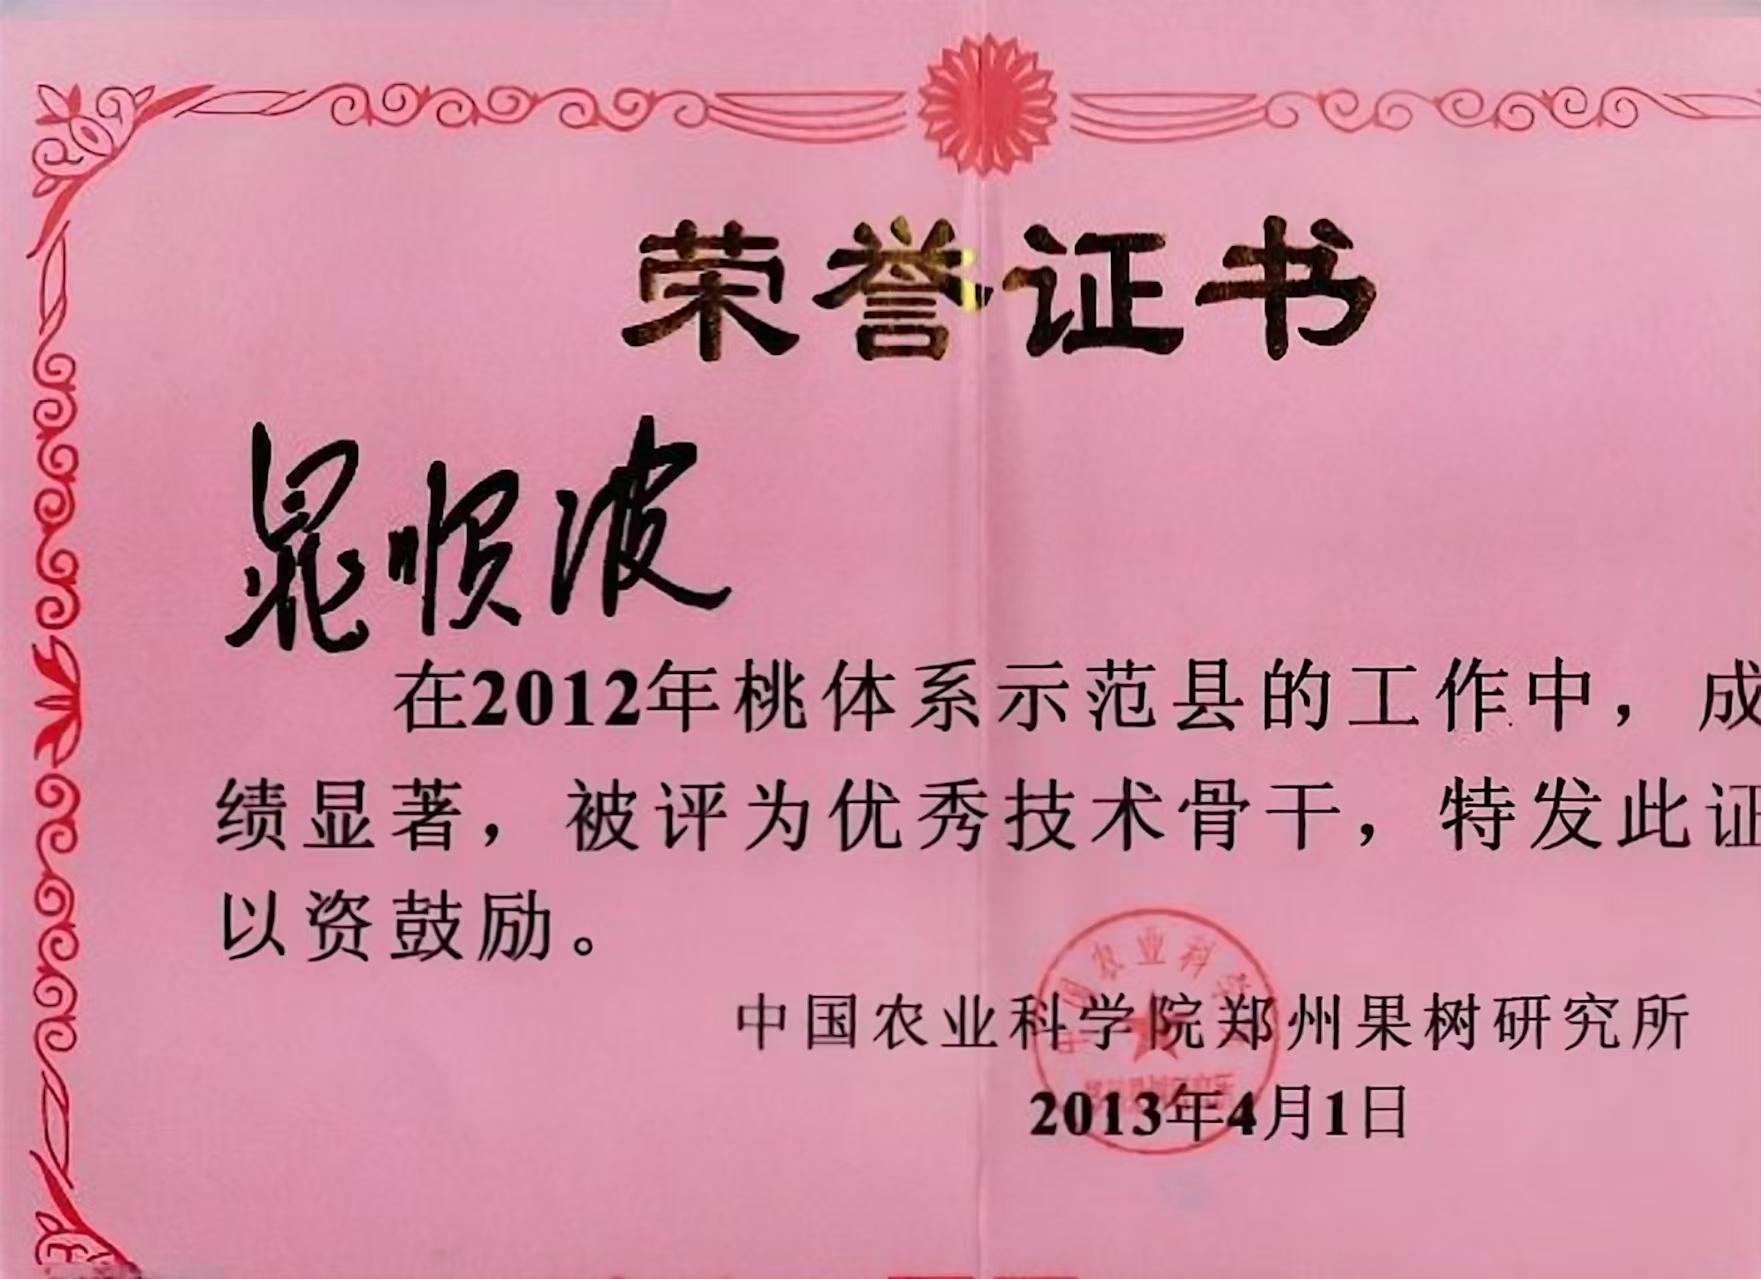 荣誉证书
晁顺波
在2012年桃体系示范县的工作中，成
绩显著，被评为优秀技术骨干，特发此证
以资鼓励。
中国农业科学院郑州果树研究所
2013年4月1日